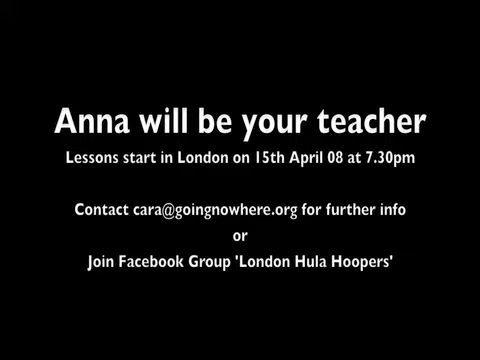 Anna will be your teacher
Lessons start in London on 15th April 08 at 7.30pm
Contact cara@goingnowhere.org for further info
or
Join Facebook Group 'London Hula Hoopers'